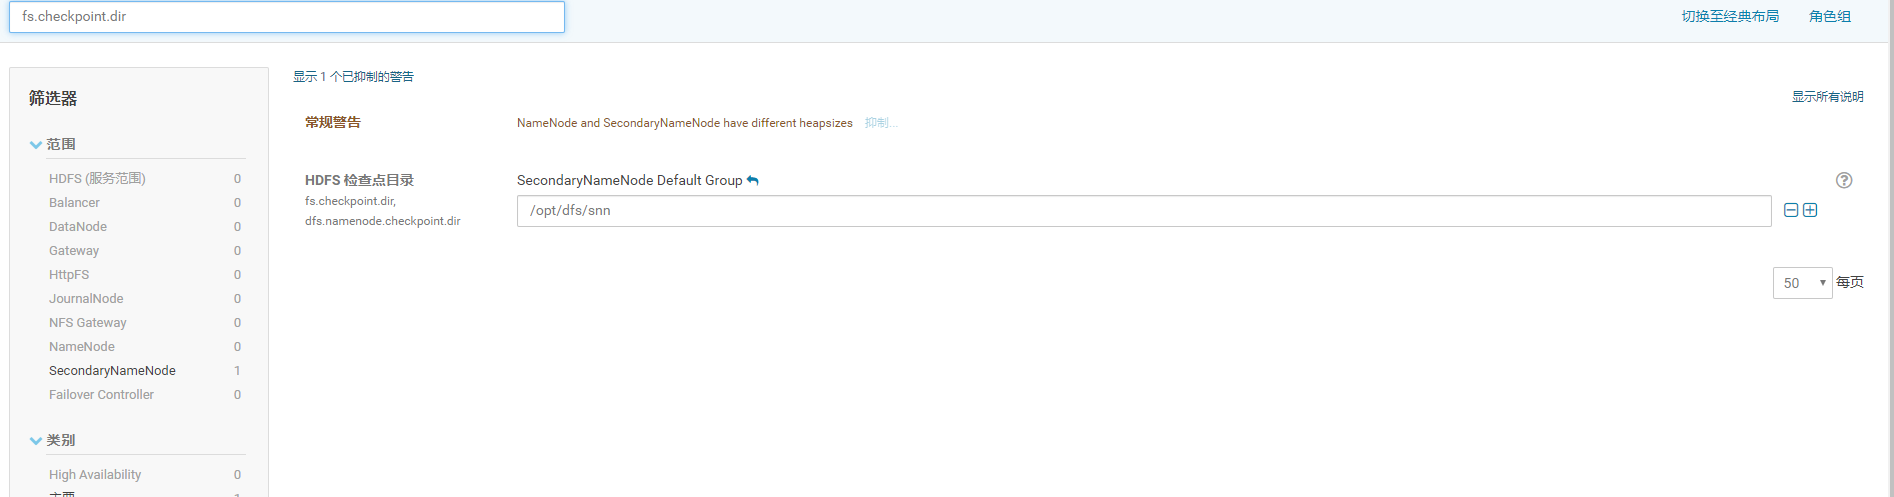 fs.checkpoint.dir
切换至经典布局 角色组
筛选器
范围
HDFS (服务范围) 0
Balancer 0
DataNode 0
Gateway 0
HttpFS 0
JournalNode 0
NFS Gateway 0
NameNode 0
SecondaryNameNode 1
Failover Controller 0
类别
High Availability 0
主要 1
显示 1 个已抑制的警告
显示所有说明
常规警告 NameNode and SecondaryNameNode have different heapsizes 抑制...
HDFS 检查点目录 SecondaryNameNode Default Group
fs.checkpoint.dir,
dfs.namenode.checkpoint.dir
/opt/dfs/snn
50 每页